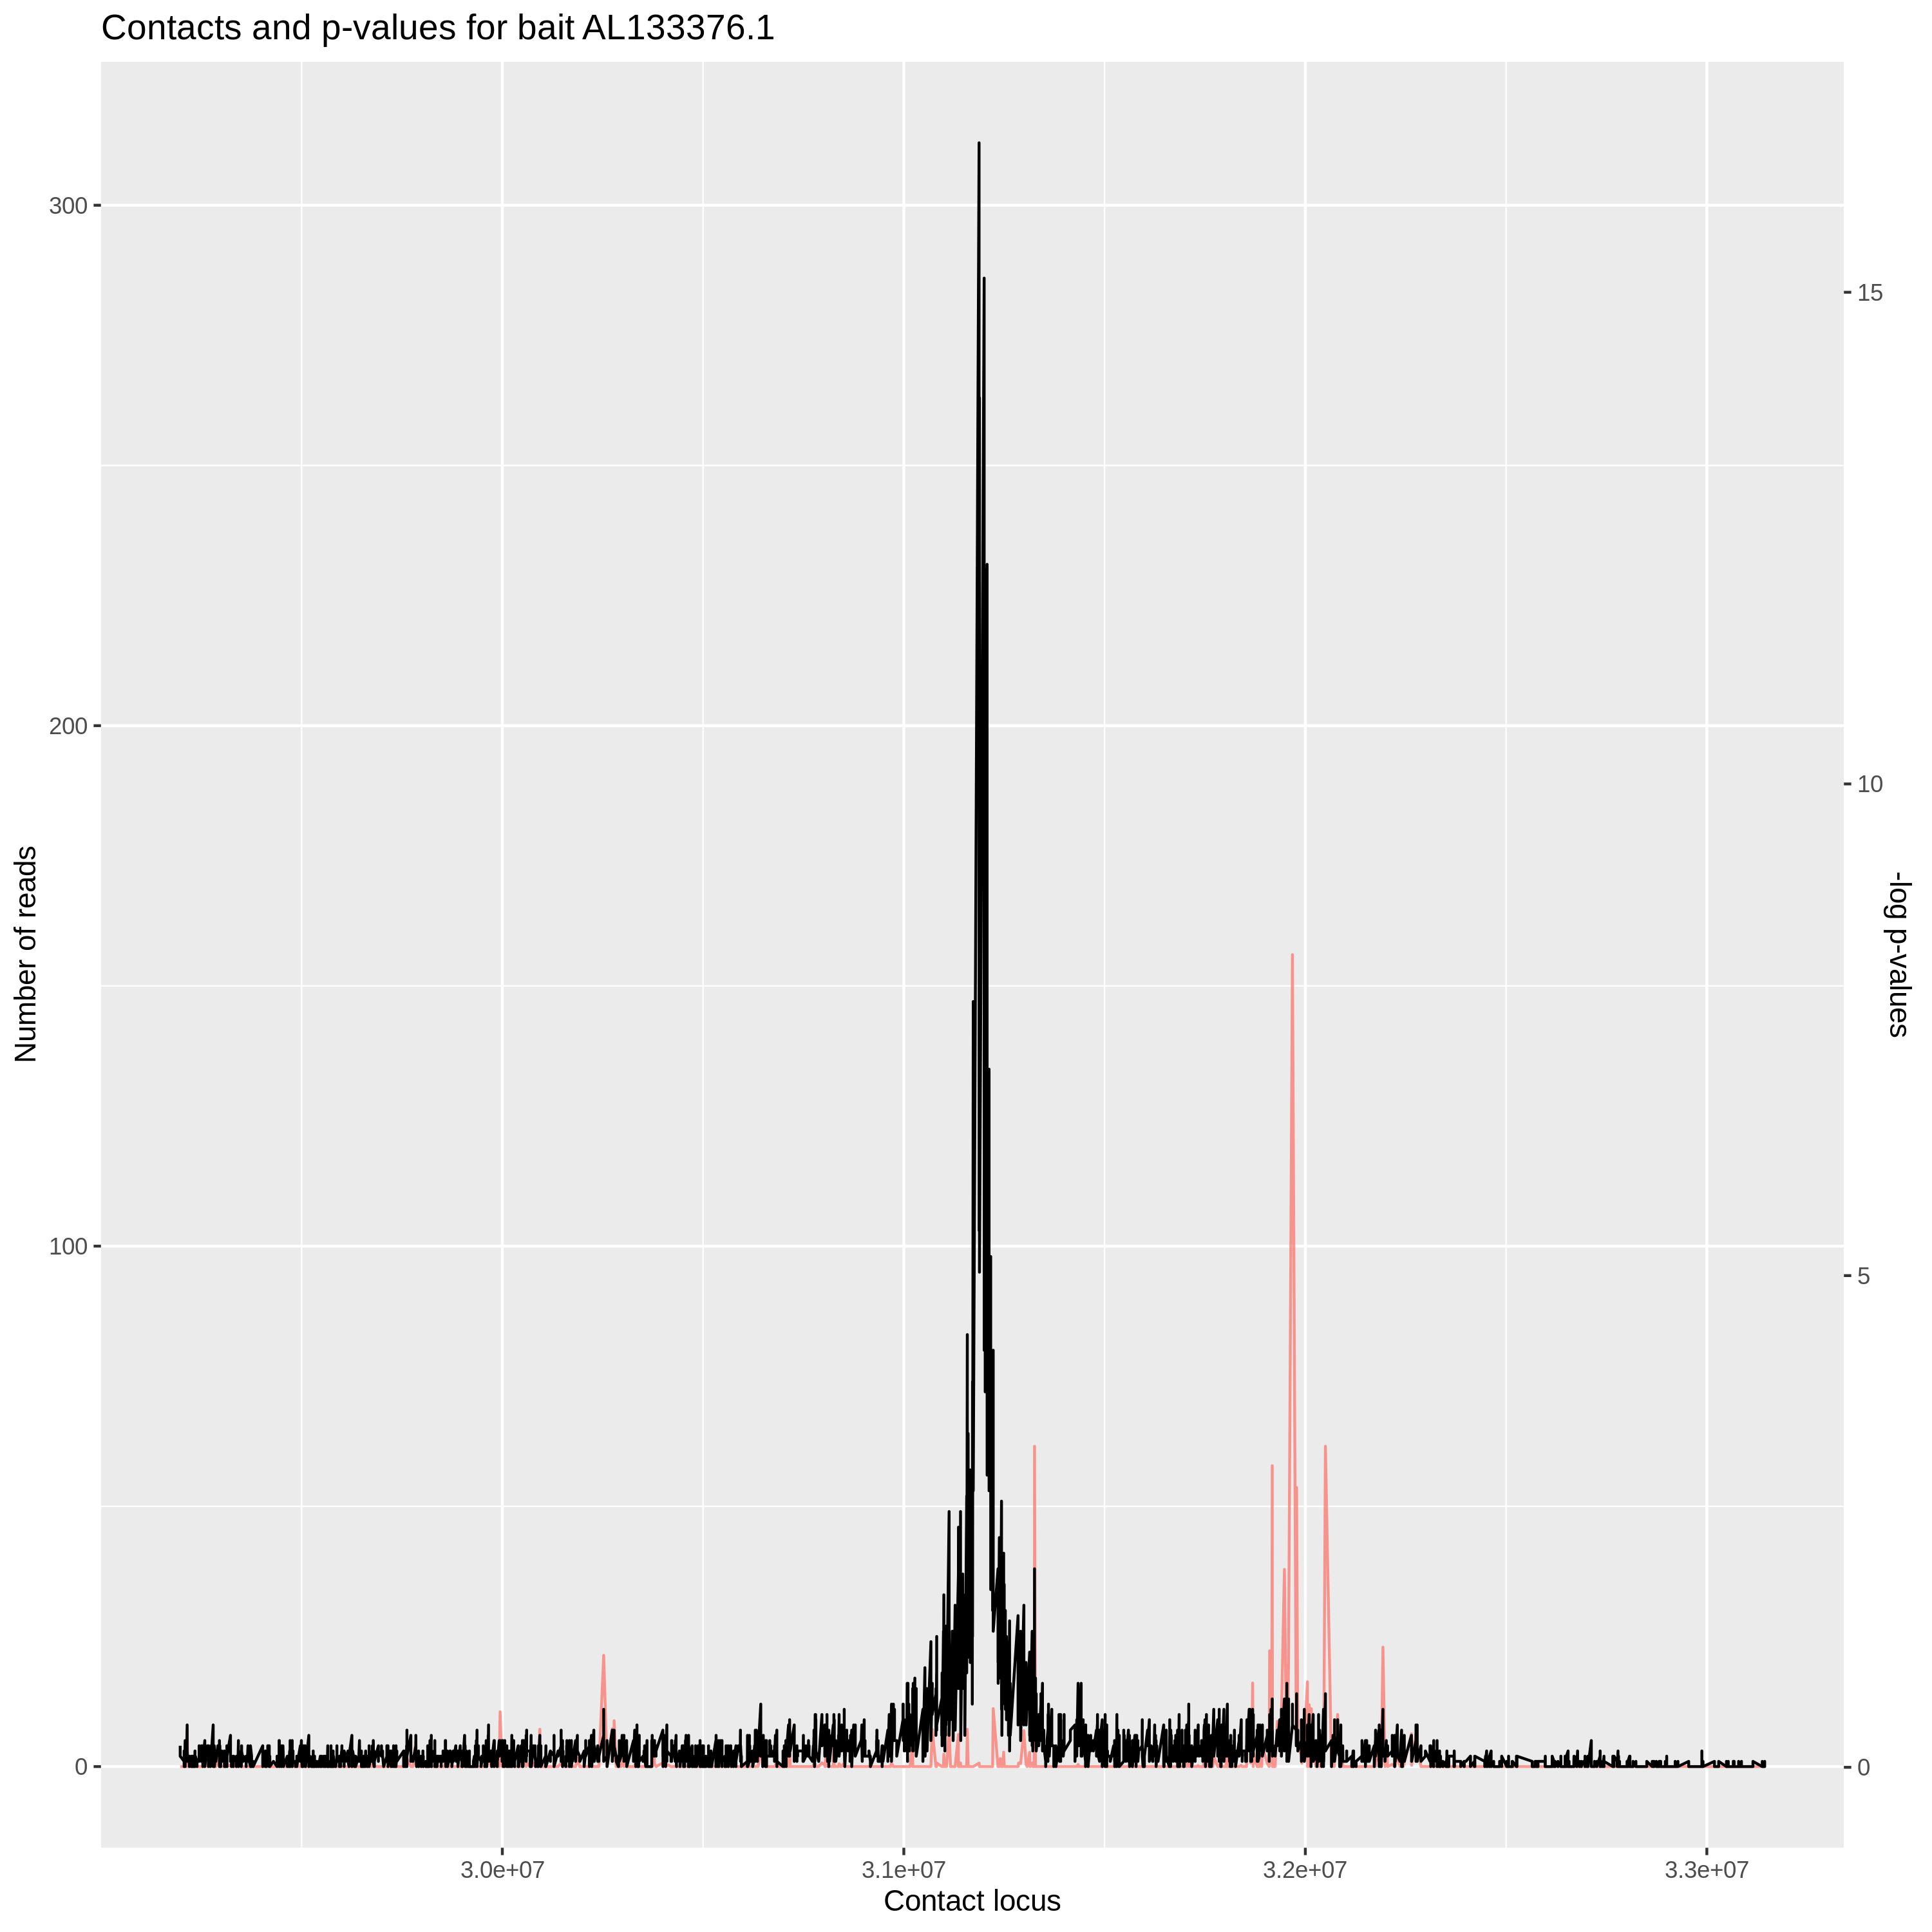 Contacts and p-values for bait AL133376.1
300
200
100
0
Number of reads
15
10
5
0
-log p-values
3.0e+07
3.1e+07
3.2e+07
3.3e+07
Contact locus